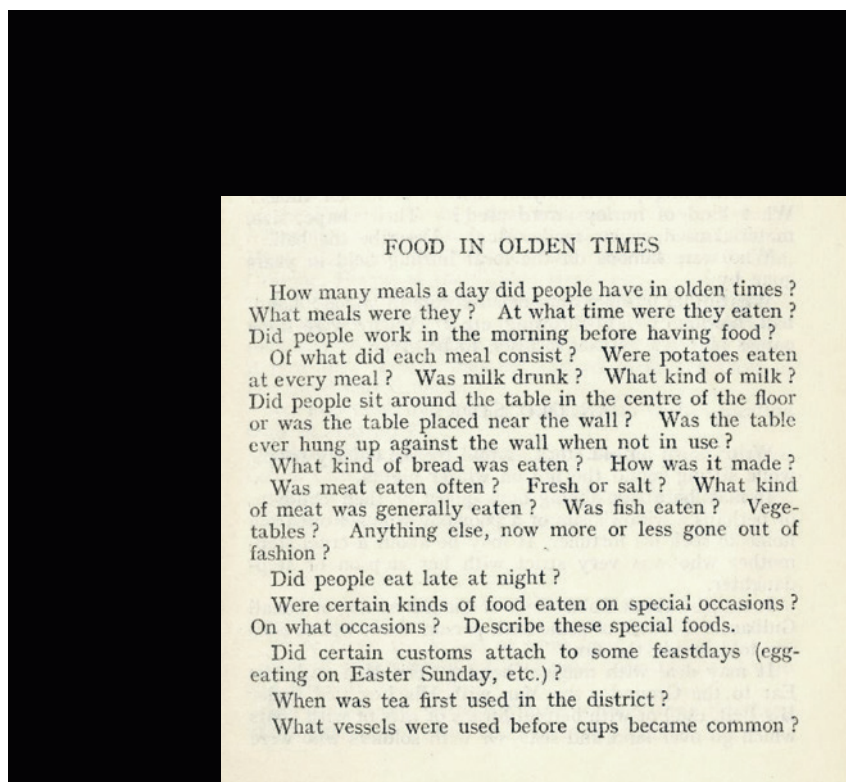 FOOD IN OLDEN TIMES
How many meals a day did people have in olden times ?
What meals were they ? At what time were they eaten ?
Did people work in the morning before having food ?
Of what did each meal consist ? Were potatoes eaten
at every meal ? Was milk drunk ? What kind of milk ?
Did people sit around the table in the centre of the floor
or was the table placed near the wall ? Was the table
ever hung up against the wall when not in use ?
What kind of bread was eaten ? How was it made ?
Was meat eaten often ? Fresh or salt ? What kind
of meat was generally eaten ? Was fish eaten ? Vege-
tables ? Anything else, now more or less gone out of
fashion ?
Did people eat late at night ?
Were certain kinds of food eaten on special occasions ?
On what occasions ? Describe these special foods.
Did certain customs attach to some feastdays (egg-
eating on Easter Sunday, etc.) ?
When was tea first used in the district ?
What vessels were used before cups became common ?